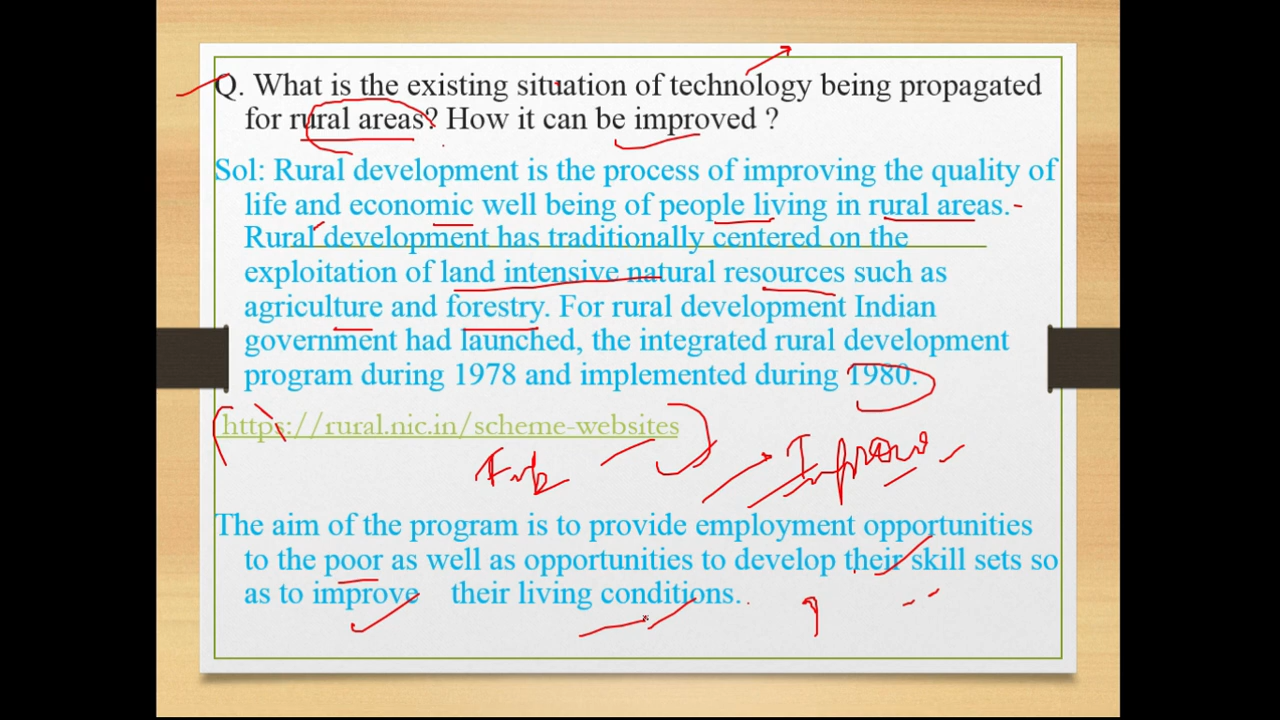 Q. What is the existing situation of technology being propagated
for rural areas? How it can be improved ?
Sol: Rural development is the process of improving the quality of
life and economic well being of people living in rural areas.
Rural development has traditionally centered on the
exploitation of land intensive natural resources such as
agriculture and forestry. For rural development Indian
government had launched, the integrated rural development
program during 1978 and implemented during 1980.
https://rural.nic.in/scheme-websites
Improve
The aim of the program is to provide employment opportunities
to the poor as well as opportunities to develop their skill sets so
as to improve their living conditions.